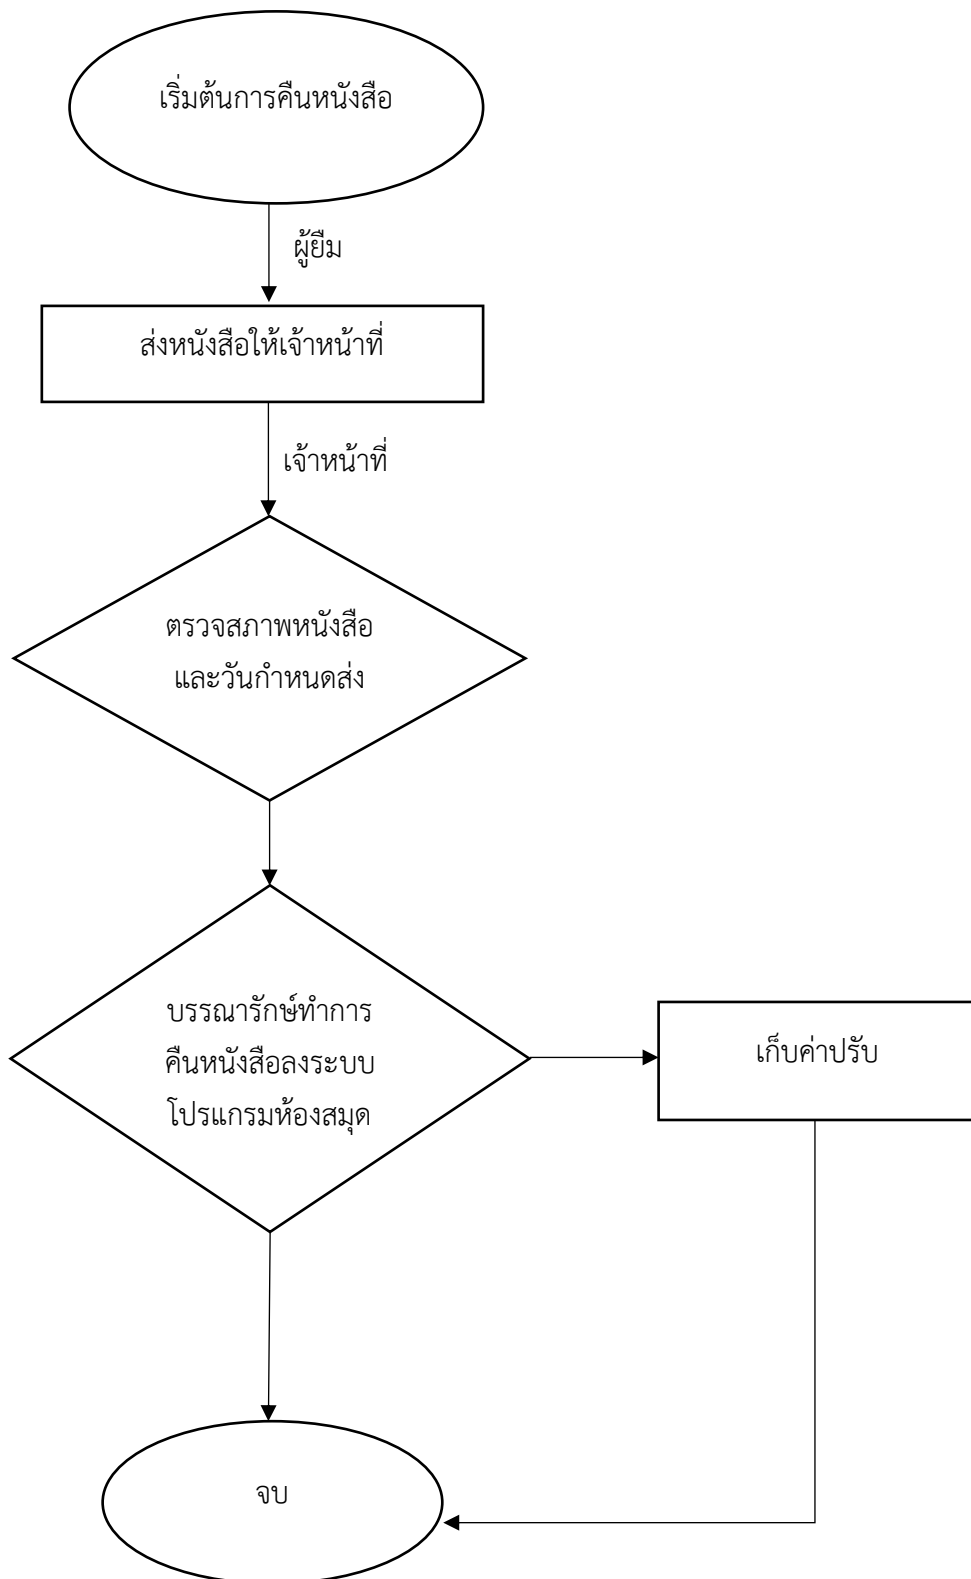 เริ่มต้นการคืนหนังสือ
ผู้ยืม
ส่งหนังสือให้เจ้าหน้าที่
เจ้าหน้าที่
ตรวจสภาพหนังสือ
และวันกำหนดส่ง
บรรณารักษ์ทำการ
คืนหนังสือลงระบบ
โปรแกรมห้องสมุด
เก็บค่าปรับ
จบ